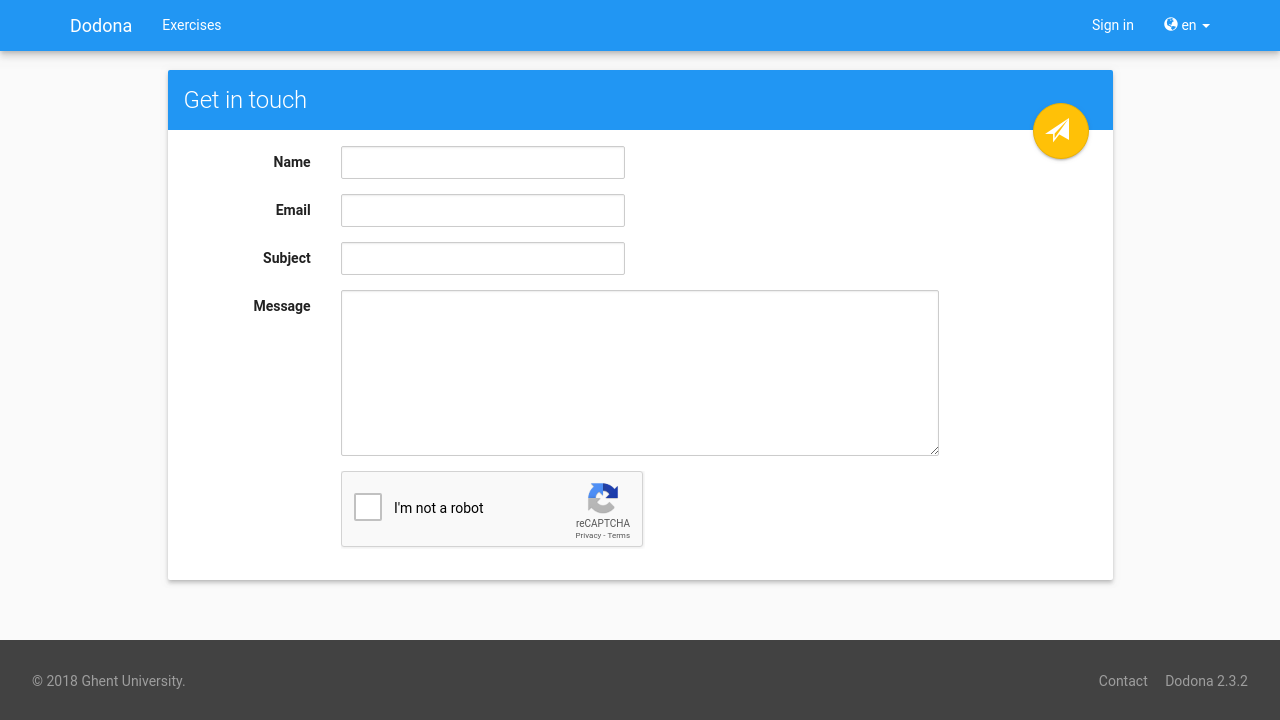 Dodona Exercises Sign in en
Get in touch
Name
Email
Subject
Message
I'm not a robot
reCAPTCHA
Privacy - Terms
© 2018 Ghent University. Contact Dodona 2.3.2